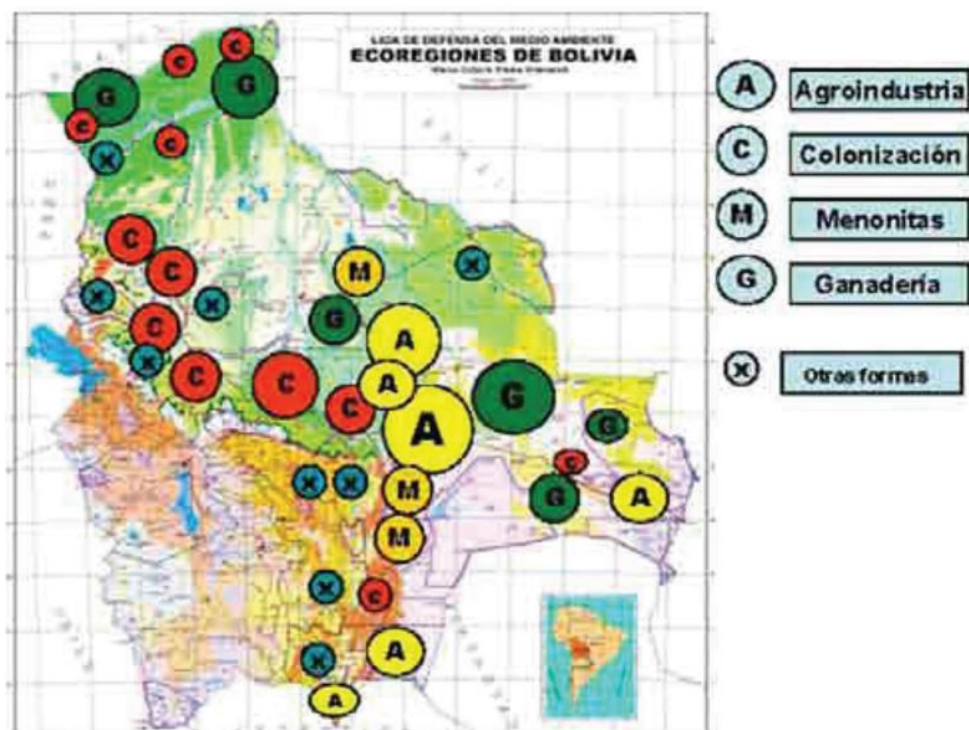 LIGA DE DEFENSA DEL MEDIO AMBIENTE
ECOREGIONES DE BOLIVIA
A Agroindustria
C Colonización
M Menonitas
G Ganadería
X Otras formas
C
C
G
G
C
C
X
C
C
M
X
X
X
G
C
A
X
C
C
A
C
G
A
G
C
X
X
M
G
A
M
X
C
A
X
A